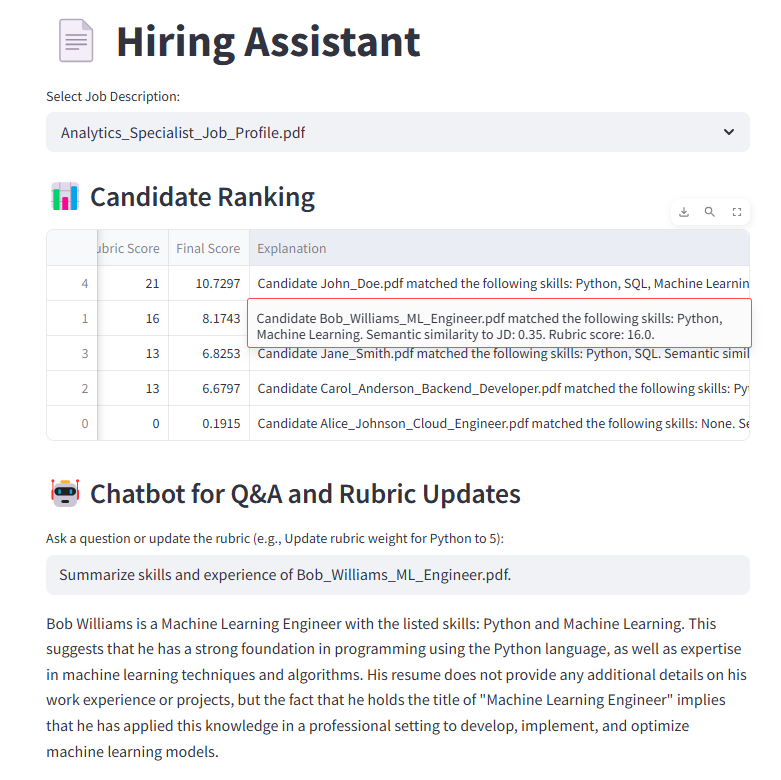 Hiring Assistant
Select Job Description:
Analytics_Specialist_Job_Profile.pdf
Candidate Ranking
ubric Score Final Score Explanation
4 21 10.7297 Candidate John_Doe.pdf matched the following skills: Python, SQL, Machine Learnin
1 16 8.1743 Candidate Bob_Williams_ML_Engineer.pdf matched the following skills: Python,
Machine Learning. Semantic similarity to JD: 0.35. Rubric score: 16.0.
3 13 6.8253 Candidate Jane_Smith.pdf matched the following skills: Python, SQL. Semantic simil
2 13 6.6797 Candidate Carol_Anderson_Backend_Developer.pdf matched the following skills: Py
0 0 0.1915 Candidate Alice_Johnson_Cloud_Engineer.pdf matched the following skills: None. Se
Chatbot for Q&A and Rubric Updates
Ask a question or update the rubric (e.g., Update rubric weight for Python to 5):
Summarize skills and experience of Bob_Williams_ML_Engineer.pdf.
Bob Williams is a Machine Learning Engineer with the listed skills: Python and Machine Learning. This
suggests that he has a strong foundation in programming using the Python language, as well as expertise
in machine learning techniques and algorithms. His resume does not provide any additional details on his
work experience or projects, but the fact that he holds the title of "Machine Learning Engineer" implies
that he has applied this knowledge in a professional setting to develop, implement, and optimize
machine learning models.